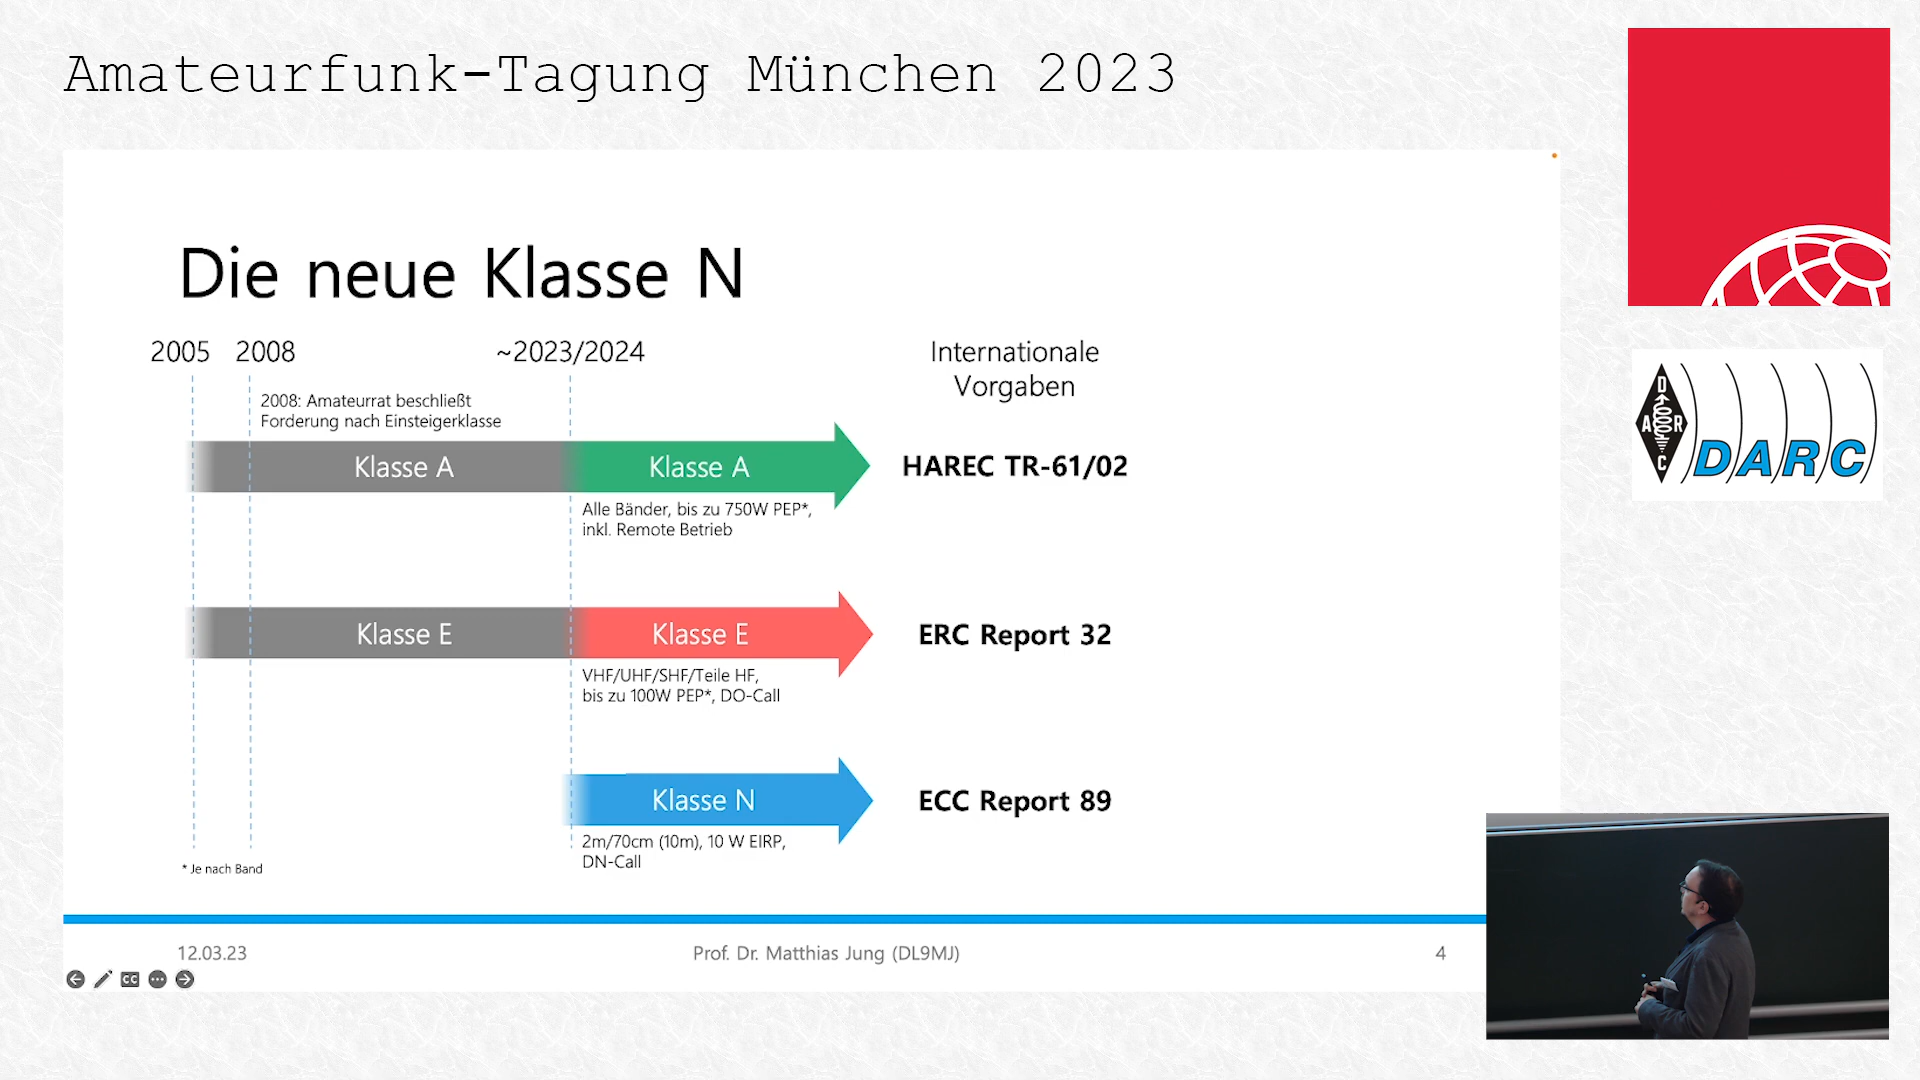 Amateurfunk-Tagung München 2023
Die neue Klasse N
2005
2008
~2023/2024
Internationale
Vorgaben
2008: Amateurrat beschließt
Forderung nach Einsteigerklasse
Klasse A
Klasse A
HAREC TR-61/02
Alle Bänder, bis zu 750W PEP*,
inkl. Remote Betrieb
Klasse E
Klasse E
ERC Report 32
VHF/UHF/SHF/Teile HF,
bis zu 100W PEP*, DO-Call
Klasse N
ECC Report 89
2m/70cm (10m), 10 W EIRP,
DN-Call
* Je nach Band
12.03.23
Prof. Dr. Matthias Jung (DL9MJ)
4
CC
D
A R
C
DARC